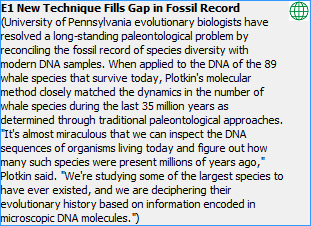 E1 New Technique Fills Gap in Fossil Record
(University of Pennsylvania evolutionary biologists have
resolved a long-standing paleontological problem by
reconciling the fossil record of species diversity with
modern DNA samples. When applied to the DNA of the 89
whale species that survive today, Plotkin's molecular
method closely matched the dynamics in the number of
whale species during the last 35 million years as
determined through traditional paleontological approaches.
"It's almost miraculous that we can inspect the DNA
sequences of organisms living today and figure out how
many such species were present millions of years ago,"
Plotkin said. "We're studying some of the largest species to
have ever existed, and we are deciphering their
evolutionary history based on information encoded in
microscopic DNA molecules.")